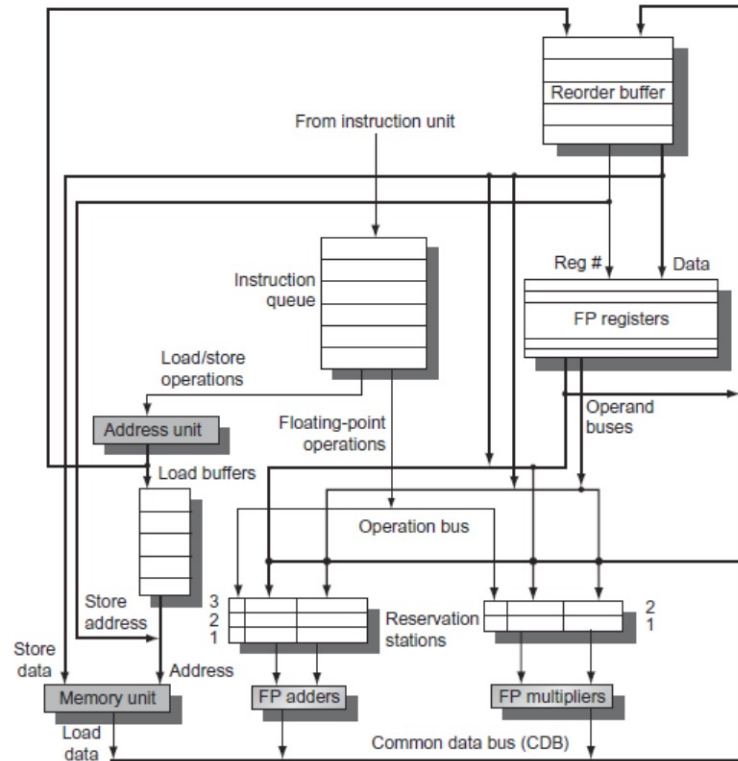 Reorder buffer
From instruction unit
Reg #
Data
Instruction
queue
FP registers
Load/store
operations
Operand
buses
Address unit
Floating-point
operations
Load buffers
Operation bus
Store
address
3
2
1
Reservation
stations
2
1
Store
data
Address
Memory unit
FP adders
FP multipliers
Load
data
Common data bus (CDB)